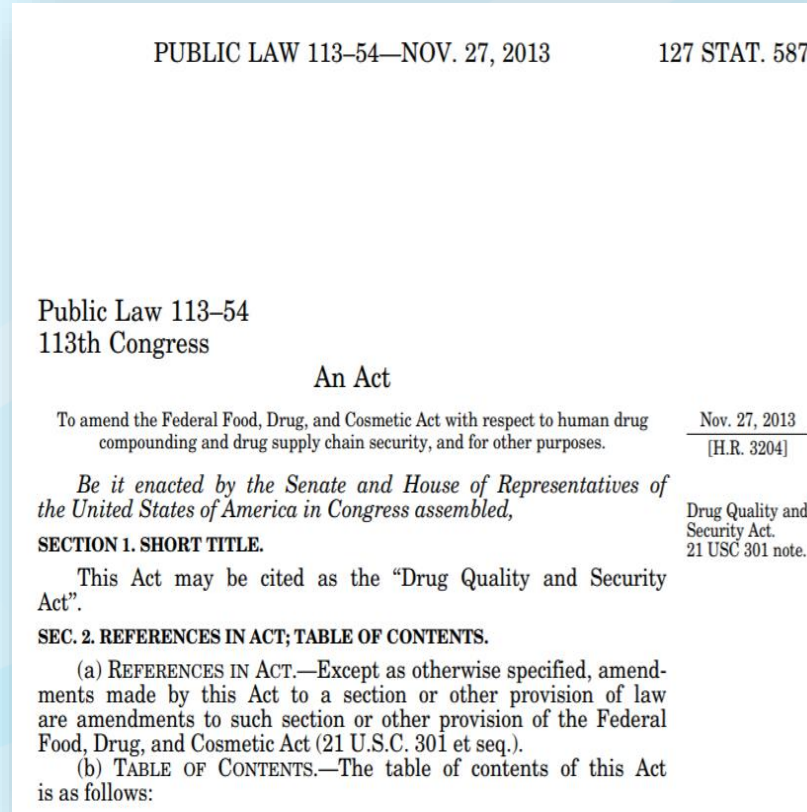 PUBLIC LAW 113–54—NOV. 27, 2013 127 STAT. 587
Public Law 113–54
113th Congress
An Act
To amend the Federal Food, Drug, and Cosmetic Act with respect to human drug
compounding and drug supply chain security, and for other purposes.
Nov. 27, 2013
[H.R. 3204]
Be it enacted by the Senate and House of Representatives of
the United States of America in Congress assembled,
Drug Quality and
Security Act.
21 USC 301 note.
SECTION 1. SHORT TITLE.
This Act may be cited as the “Drug Quality and Security
Act”.
SEC. 2. REFERENCES IN ACT; TABLE OF CONTENTS.
(a) REFERENCES IN ACT.—Except as otherwise specified, amend-
ments made by this Act to a section or other provision of law
are amendments to such section or other provision of the Federal
Food, Drug, and Cosmetic Act (21 U.S.C. 301 et seq.).
(b) TABLE OF CONTENTS.—The table of contents of this Act
is as follows: